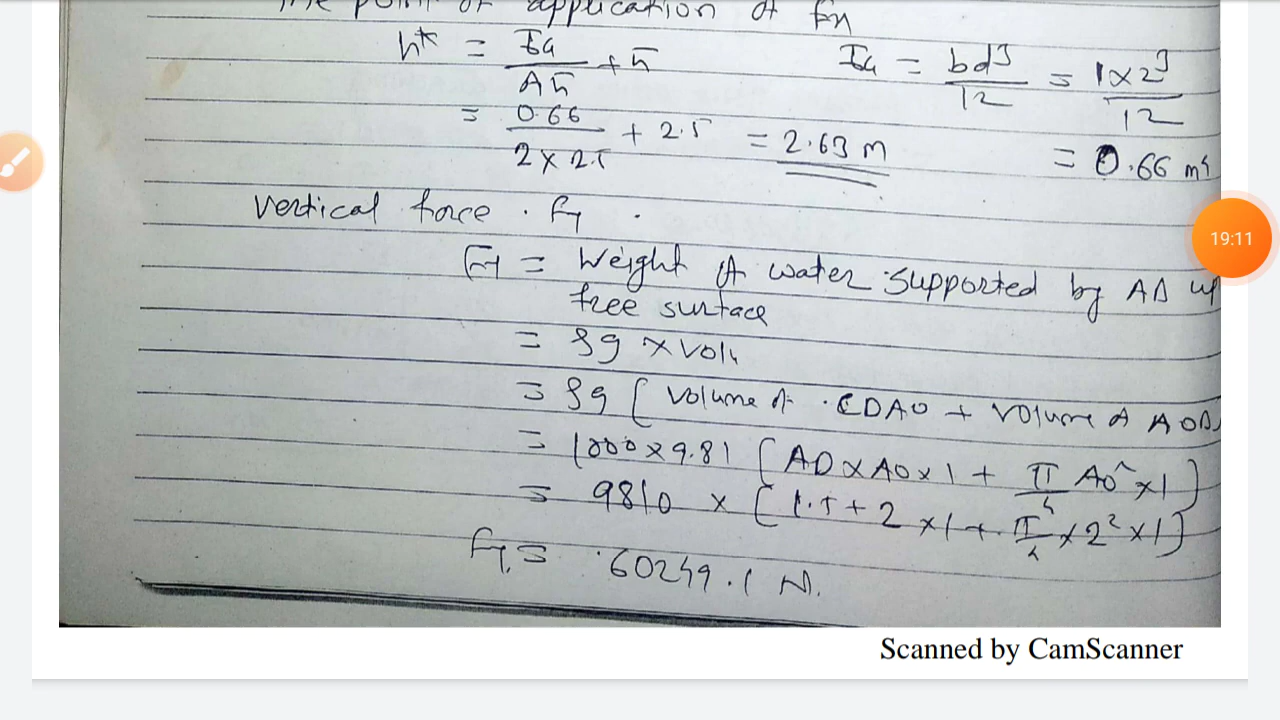 The point of application of FH
h* = IG / Ah̄ + h̄    IG = bd³ / 12 = 1×2³ / 12
= 0.66 / 2×2.5 + 2.5 = 2.63 m    = 0.66 m⁴
19:11
Vertical force . Fy .
Fy = Weight of water supported by AB up
free surface
= ρg × Vol
= ρg [ Volume of CDAO + Volume of AOB
= 1000×9.81 [ AD×AO×1 + π/4 AO²×1 ]
= 9810 × [ 1.5+2×1+ π/4 ×2²×1 ]
Fy = 60249.1 N.
Scanned by CamScanner